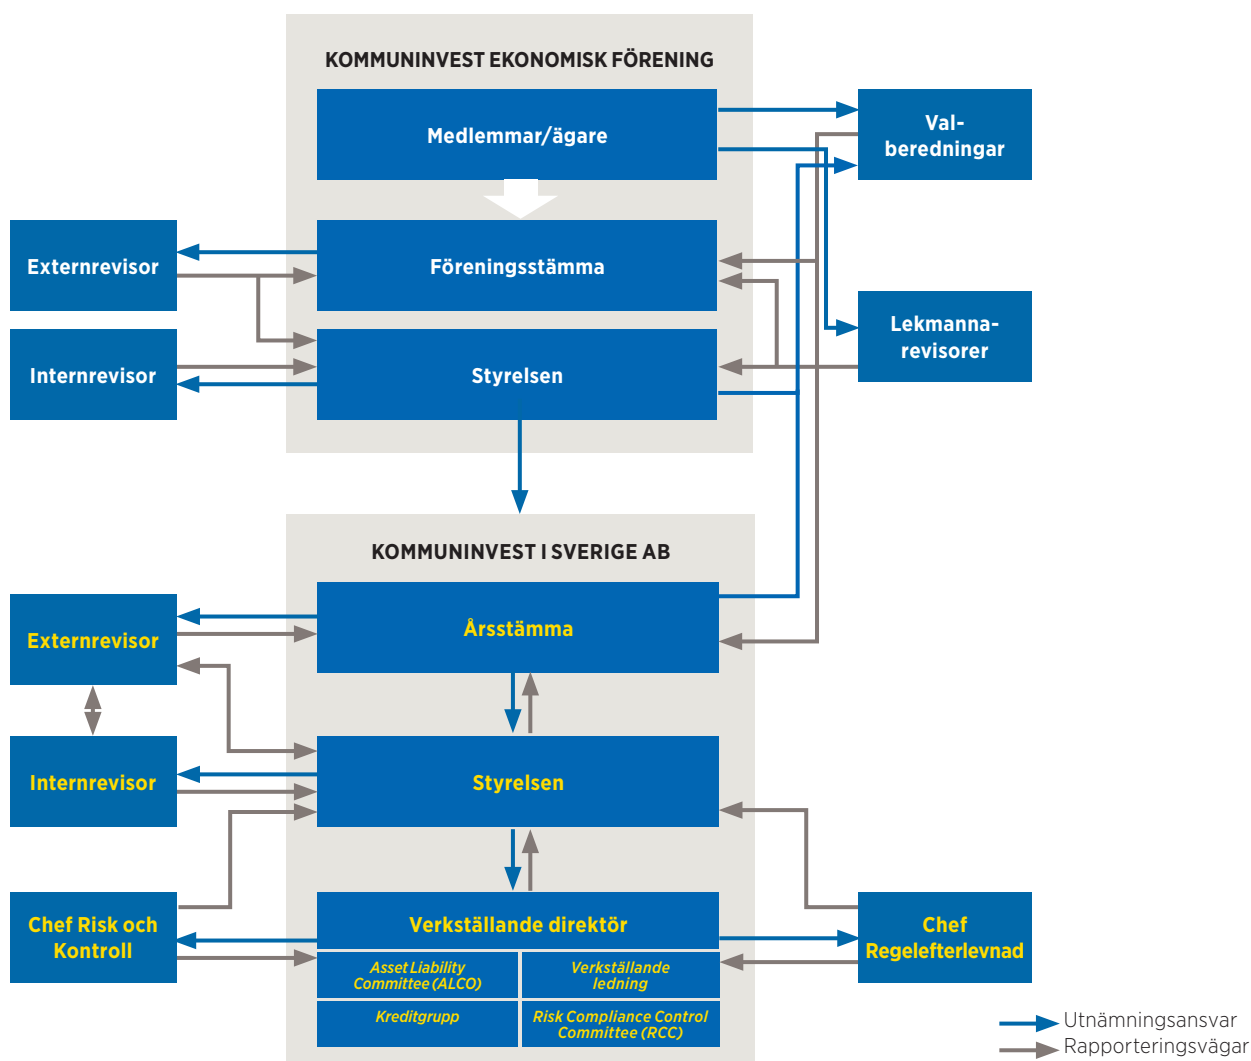 KOMMUNINVEST EKONOMISK FÖRENING
Medlemmar/ägare
Val-
beredningar
Externrevisor
Föreningsstämma
Internrevisor
Styrelsen
Lekmanna-
revisorer
KOMMUNINVEST I SVERIGE AB
Externrevisor
Årsstämma
Internrevisor
Styrelsen
Chef Risk och
Kontroll
Verkställande direktör
Chef
Regelefterlevnad
Asset Liability
Committee (ALCO)
Verkställande
ledning
Kreditgrupp
Risk Compliance Control
Committee (RCC)
Utnämningsansvar
Rapporteringsvägar